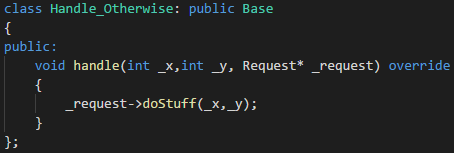 class Handle_Otherwise: public Base
{
public:
    void handle(int _x,int _y, Request* _request) override
    {
        _request->doStuff(_x,_y);
    }
};